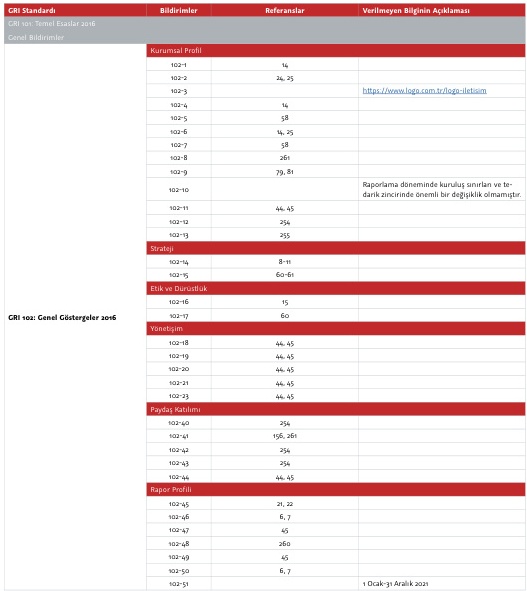 GRI Standardı Bildirimler Referanslar Verilmeyen Bilginin Açıklaması
GRI 101: Temel Esaslar 2016
Genel Bildirimler
GRI 102: Genel Göstergeler 2016
Kurumsal Profil
102-1 14
102-2 24, 25
102-3 https://www.logo.com.tr/logo-iletisim
102-4 14
102-5 58
102-6 14, 25
102-7 58
102-8 261
102-9 79, 81
102-10 Raporlama döneminde kuruluş sınırları ve te-
darik zincirinde önemli bir değişiklik olmamıştır.
102-11 44, 45
102-12 254
102-13 255
Strateji
102-14 8-11
102-15 60-61
Etik ve Dürüstlük
102-16 15
102-17 60
Yönetişim
102-18 44, 45
102-19 44, 45
102-20 44, 45
102-21 44, 45
102-23 44, 45
Paydaş Katılımı
102-40 254
102-41 156, 261
102-42 254
102-43 254
102-44 44, 45
Rapor Profili
102-45 21, 22
102-46 6, 7
102-47 45
102-48 260
102-49 45
102-50 6, 7
102-51 1 Ocak-31 Aralık 2021